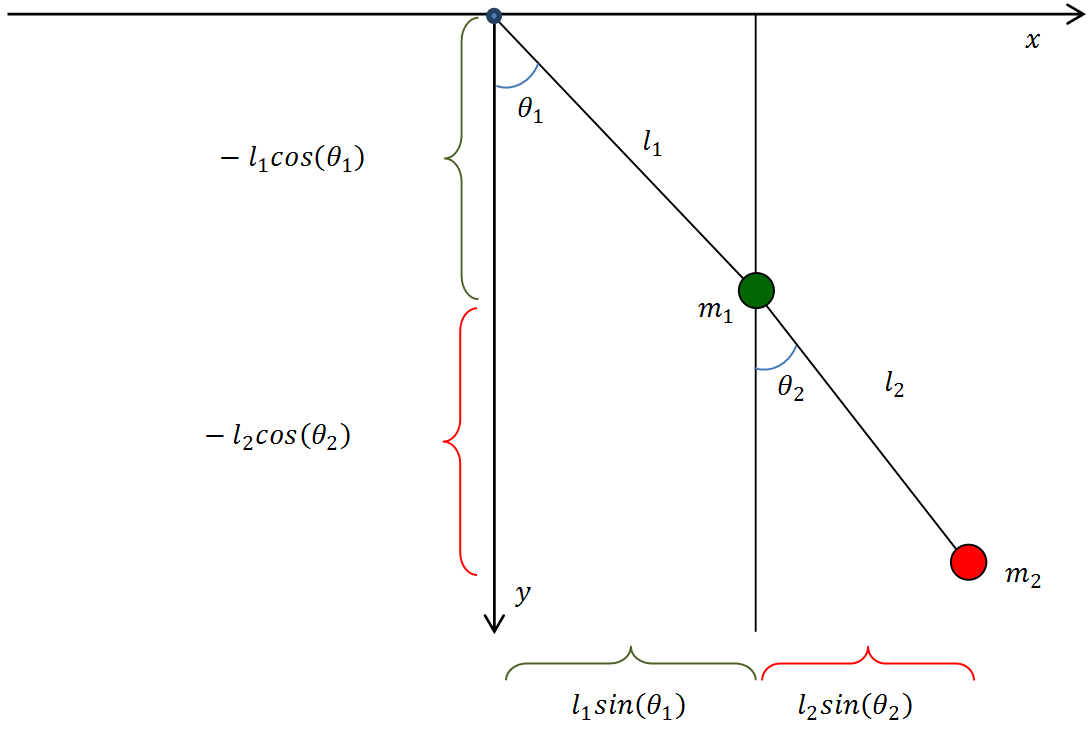 x
θ₁
− l₁cos(θ₁)
l₁
m₁
θ₂
l₂
− l₂cos(θ₂)
m₂
y
l₁sin(θ₁)
l₂sin(θ₂)